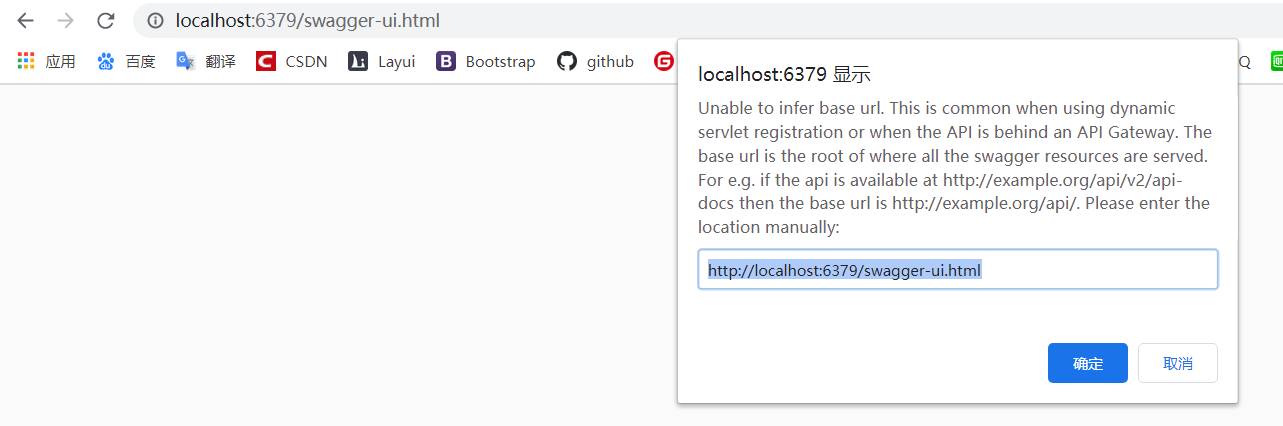 localhost:6379/swagger-ui.html
应用 百度 翻译 CSDN Layui Bootstrap github Q
localhost:6379 显示
Unable to infer base url. This is common when using dynamic
servlet registration or when the API is behind an API Gateway. The
base url is the root of where all the swagger resources are served.
For e.g. if the api is available at http://example.org/api/v2/api-
docs then the base url is http://example.org/api/. Please enter the
location manually:
http://localhost:6379/swagger-ui.html
确定 取消